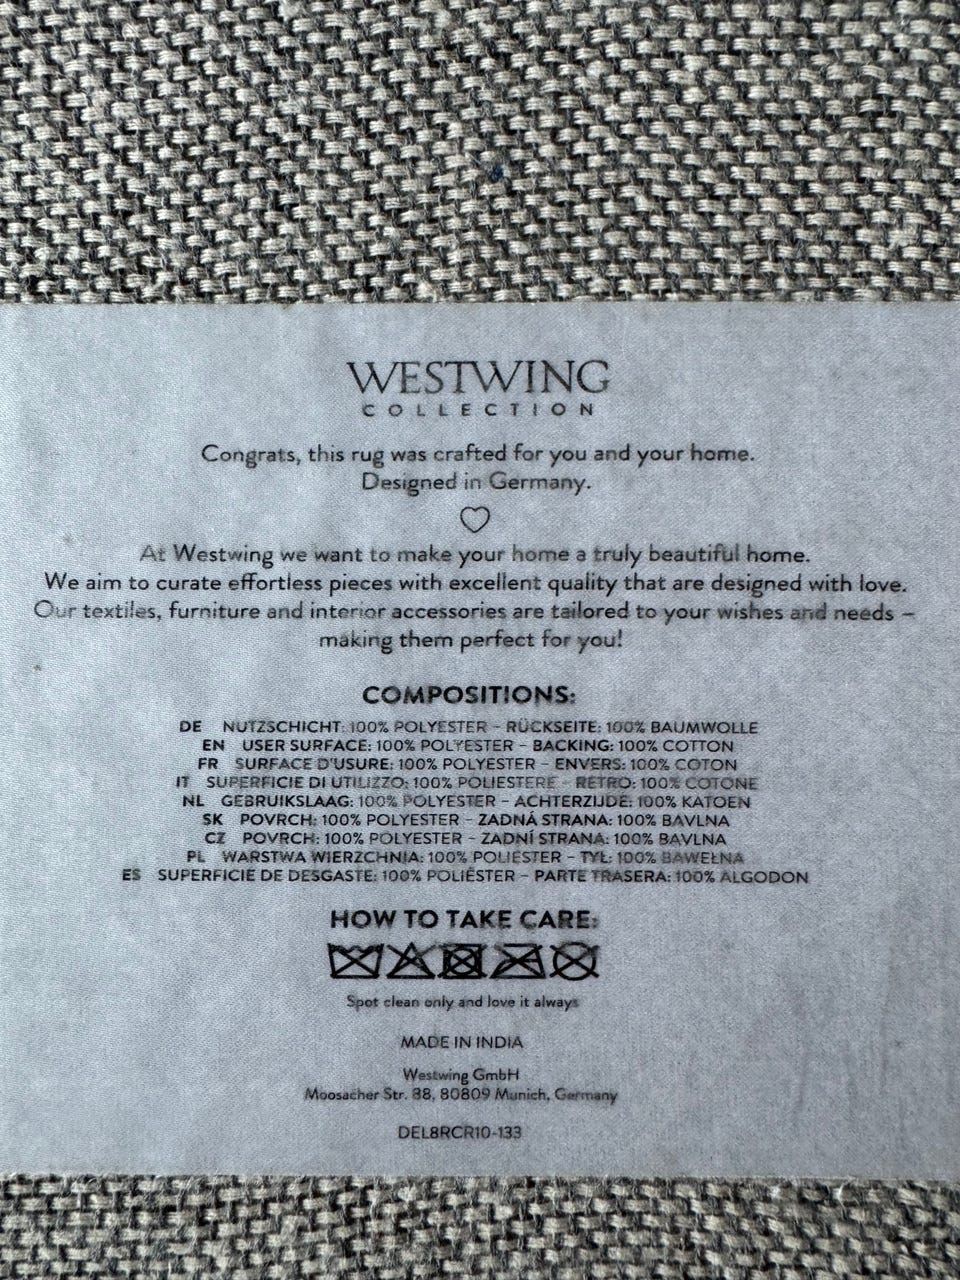 WESTWING
COLLECTION
Congrats, this rug was crafted for you and your home.
Designed in Germany.
At Westwing we want to make your home a truly beautiful home.
We aim to curate effortless pieces with excellent quality that are designed with love.
Our textiles, furniture and interior accessories are tailored to your wishes and needs –
making them perfect for you!
COMPOSITIONS:
DE NUTZSCHICHT: 100% POLYESTER – RÜCKSEITE: 100% BAUMWOLLE
EN USER SURFACE: 100% POLYESTER – BACKING: 100% COTTON
FR SURFACE D'USURE: 100% POLYESTER – ENVERS: 100% COTON
IT SUPERFICIE DI UTILIZZO: 100% POLIESTERE – RETRO: 100% COTONE
NL GEBRUIKSLAAG: 100% POLYESTER – ACHTERZIJDE: 100% KATOEN
SK POVRCH: 100% POLYESTER – ZADNÁ STRANA: 100% BAVLNA
CZ POVRCH: 100% POLYESTER – ZADNÍ STRANA: 100% BAVLNA
PL WARSTWA WIERZCHNIA: 100% POLIESTER – TYŁ: 100% BAWEŁNA
ES SUPERFICIE DE DESGASTE: 100% POLIÉSTER – PARTE TRASERA: 100% ALGODON
HOW TO TAKE CARE:
Spot clean only and love it always
MADE IN INDIA
Westwing GmbH
Moosacher Str. 88, 80809 Munich, Germany
DEL8RCR10-133